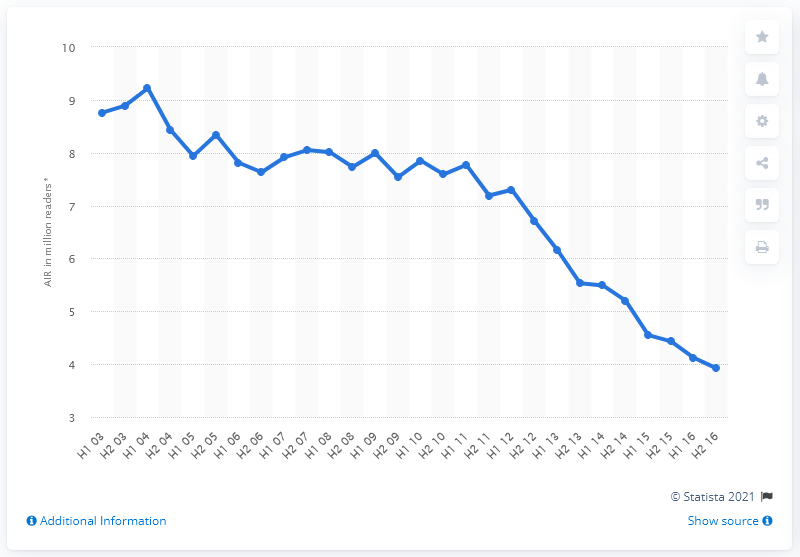 10
9
8
7
6
5
4
3
AIR in million readers*
H1 03
H2 03
H1 04
H2 04
H1 05
H2 05
H1 06
H2 06
H1 07
H2 07
H1 08
H2 08
H1 09
H2 09
H1 10
H2 10
H1 11
H2 11
H1 12
H2 12
H1 13
H2 13
H1 14
H2 14
H1 15
H2 15
H1 16
H2 16
© Statista 2021
Additional Information
Show source